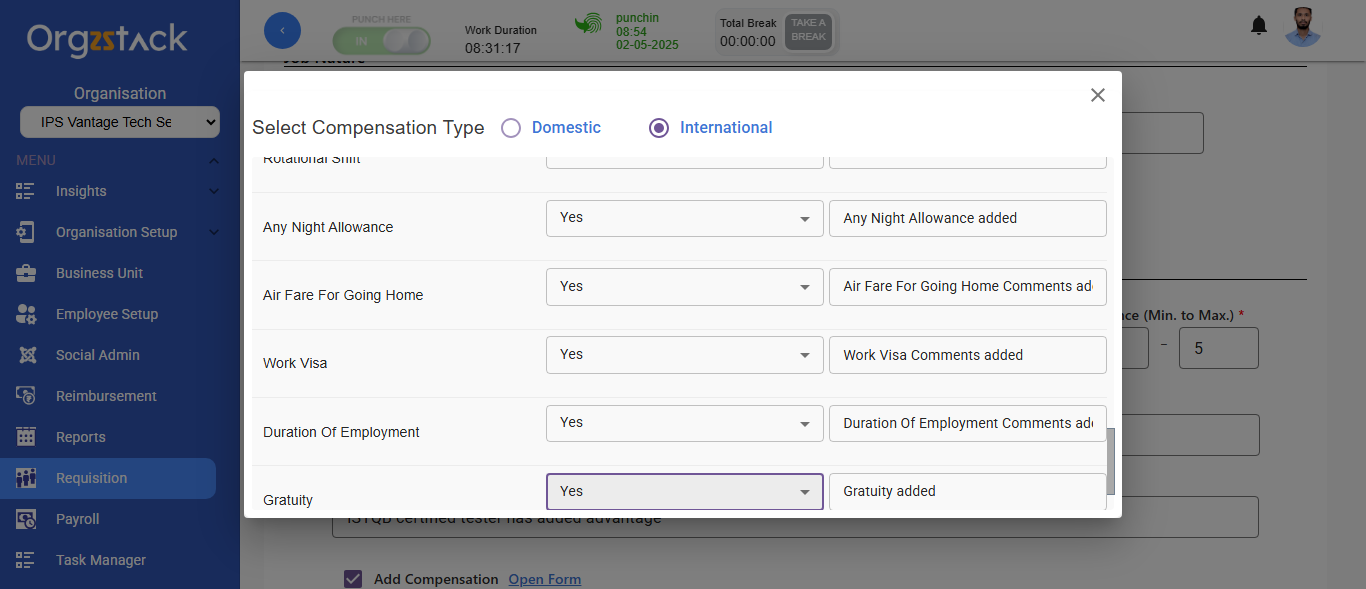 Orgzstack
Organisation
IPS Vantage Tech Se
MENU
Insights
Organisation Setup
Business Unit
Employee Setup
Social Admin
Reimbursement
Reports
Requisition
Payroll
Task Manager
PUNCH HERE
IN
Work Duration
08:31:17
punchin
08:54
02-05-2025
Total Break
00:00:00
TAKE A
BREAK
Job Nature
Select Compensation Type Domestic International
Rotational Shift
Any Night Allowance Yes Any Night Allowance added
Air Fare For Going Home Yes Air Fare For Going Home Comments ad
Work Visa Yes Work Visa Comments added
Duration Of Employment Yes Duration Of Employment Comments ad
Gratuity Yes Gratuity added
nce (Min. to Max.) *
- 5
ISTQB certified tester has added advantage
Add Compensation Open Form